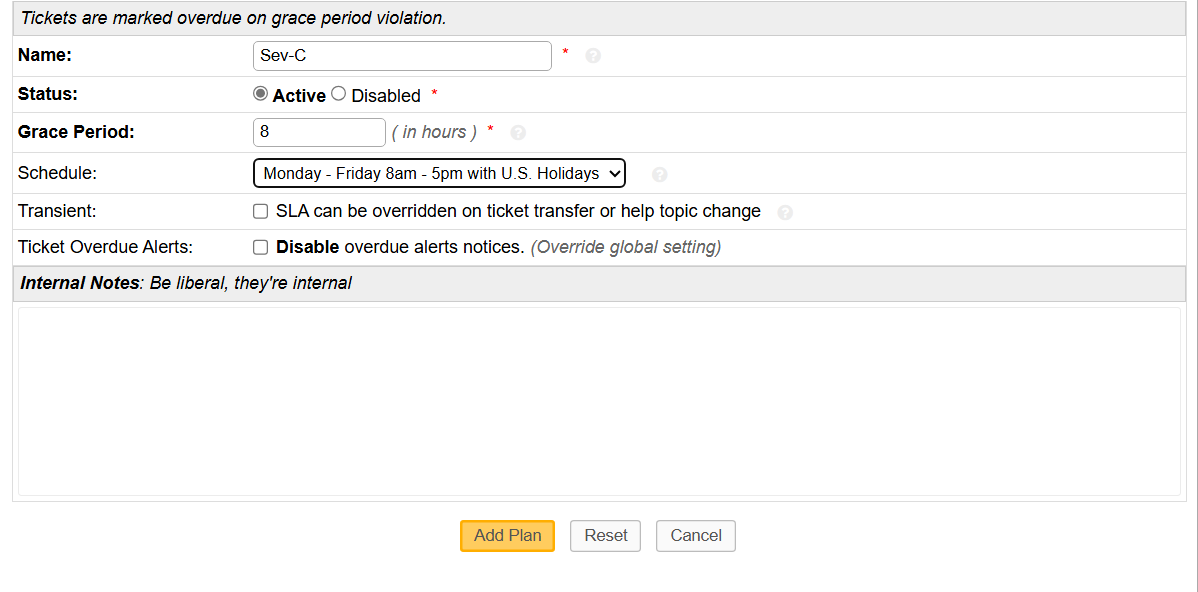 Tickets are marked overdue on grace period violation.
Name: Sev-C * ?
Status: Active Disabled *
Grace Period: 8 ( in hours ) * ?
Schedule: Monday - Friday 8am - 5pm with U.S. Holidays ?
Transient: SLA can be overridden on ticket transfer or help topic change ?
Ticket Overdue Alerts: Disable overdue alerts notices. (Override global setting)
Internal Notes: Be liberal, they're internal
Add Plan Reset Cancel